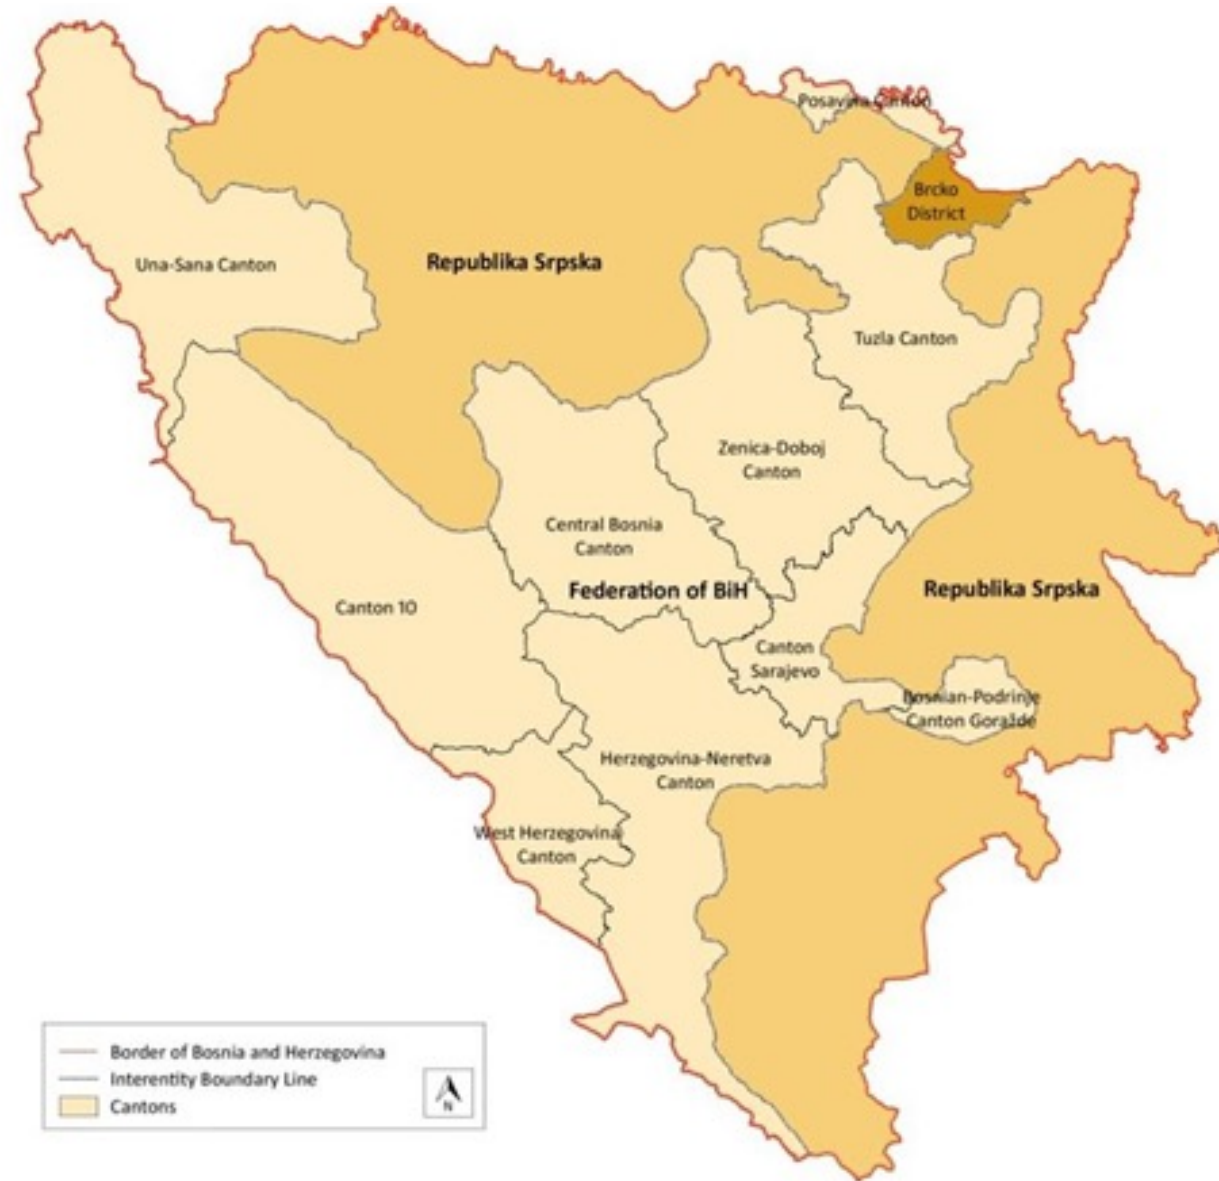 Posavina Canton
Brcko
District
Una-Sana Canton
Republika Srpska
Tuzla Canton
Zenica-Doboj
Canton
Central Bosnia
Canton
Federation of BiH
Republika Srpska
Canton 10
Canton
Sarajevo
Bosnian-Podrinje
Canton Goražde
Herzegovina-Neretva
Canton
West Herzegovina
Canton
Border of Bosnia and Herzegovina
Interentity Boundary Line
Cantons
N